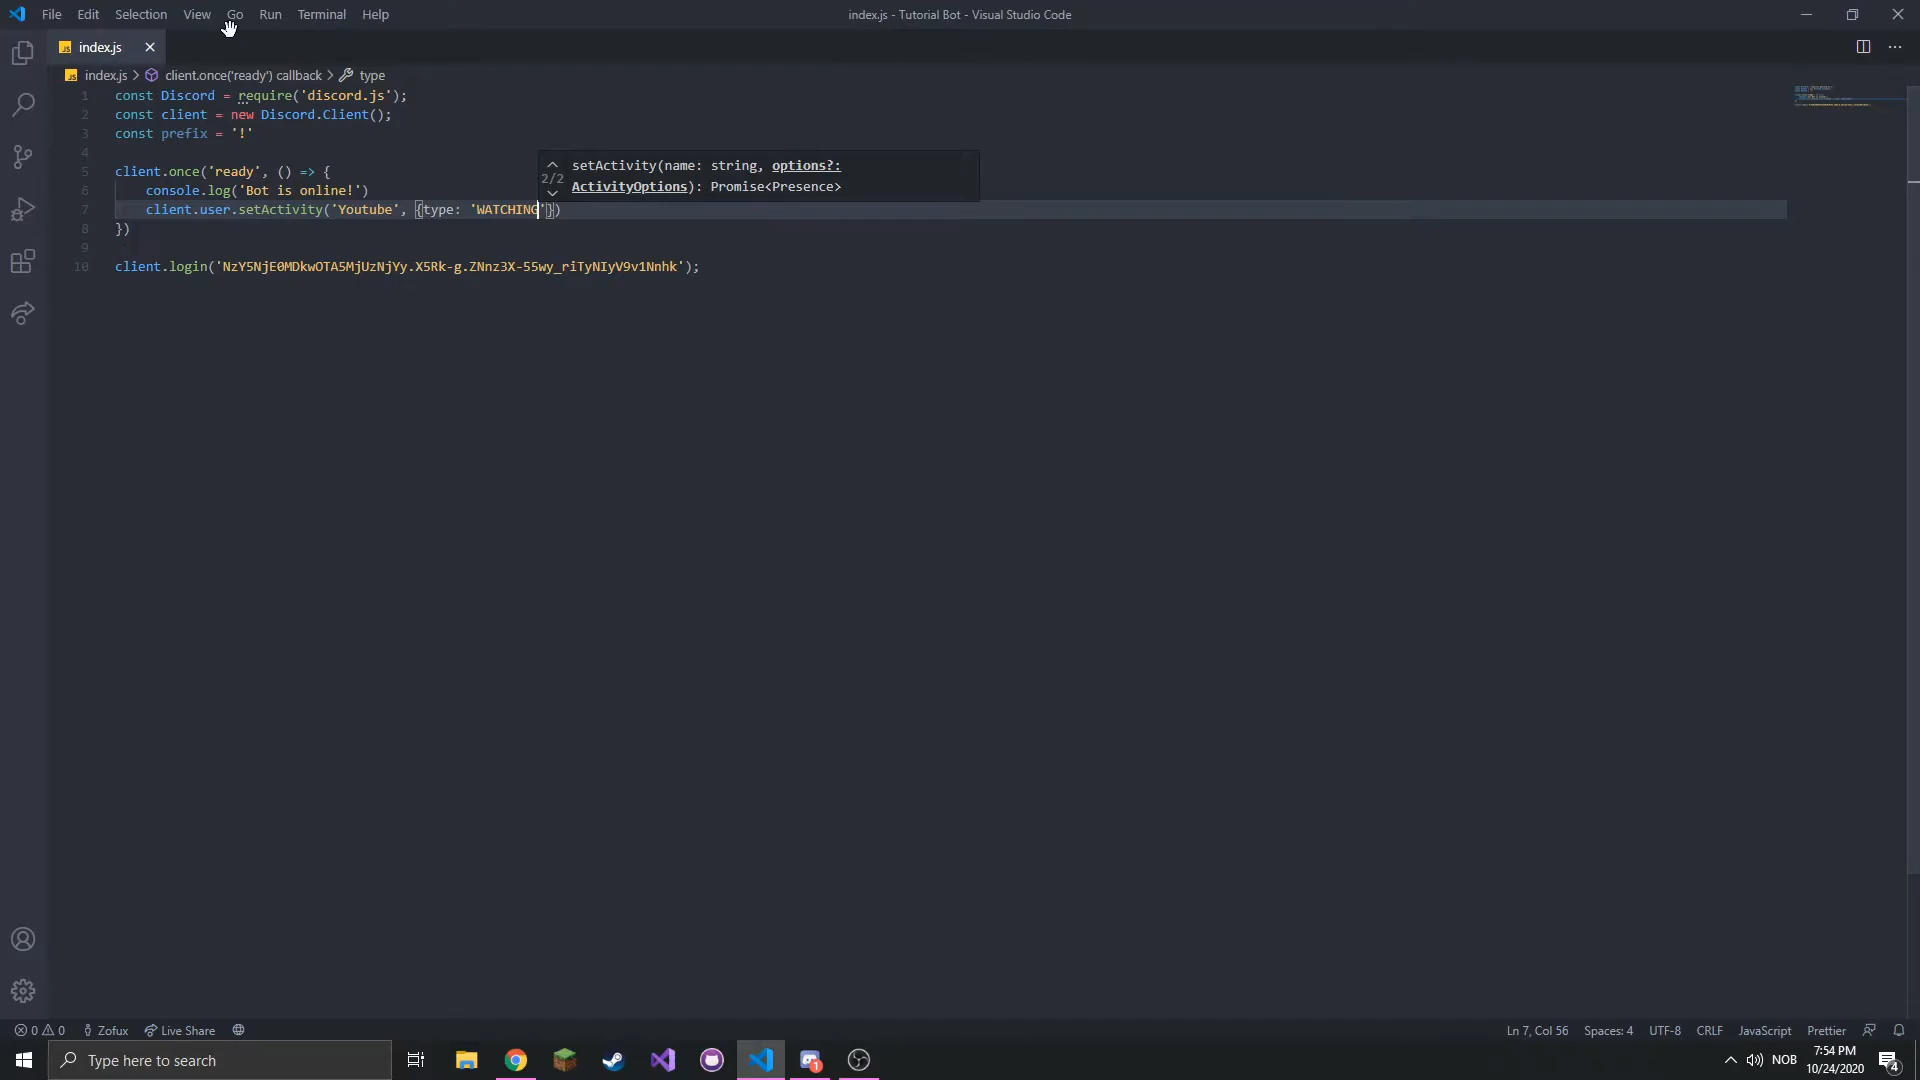 File Edit Selection View Go Run Terminal Help
index.js - Tutorial Bot - Visual Studio Code
JS index.js
JS index.js > client.once('ready') callback > type
1 const Discord = require('discord.js');
2 const client = new Discord.Client();
3 const prefix = '!'
4
5 client.once('ready', () => {
6 console.log('Bot is online!')
7 client.user.setActivity('Youtube', {type: 'WATCHING'})
8 })
9
10 client.login('NzY5NjE0MDkwOTA5MjUzNjYy.X5Rk-g.ZNnz3X-55wy_riTyNIyV9v1Nnhk');
setActivity(name: string, options?:
2/2
ActivityOptions): Promise<Presence>
0 0 Zofux Live Share
Ln 7, Col 56 Spaces: 4 UTF-8 CRLF JavaScript Prettier
Type here to search
1
NOB
7:54 PM
10/24/2020
4